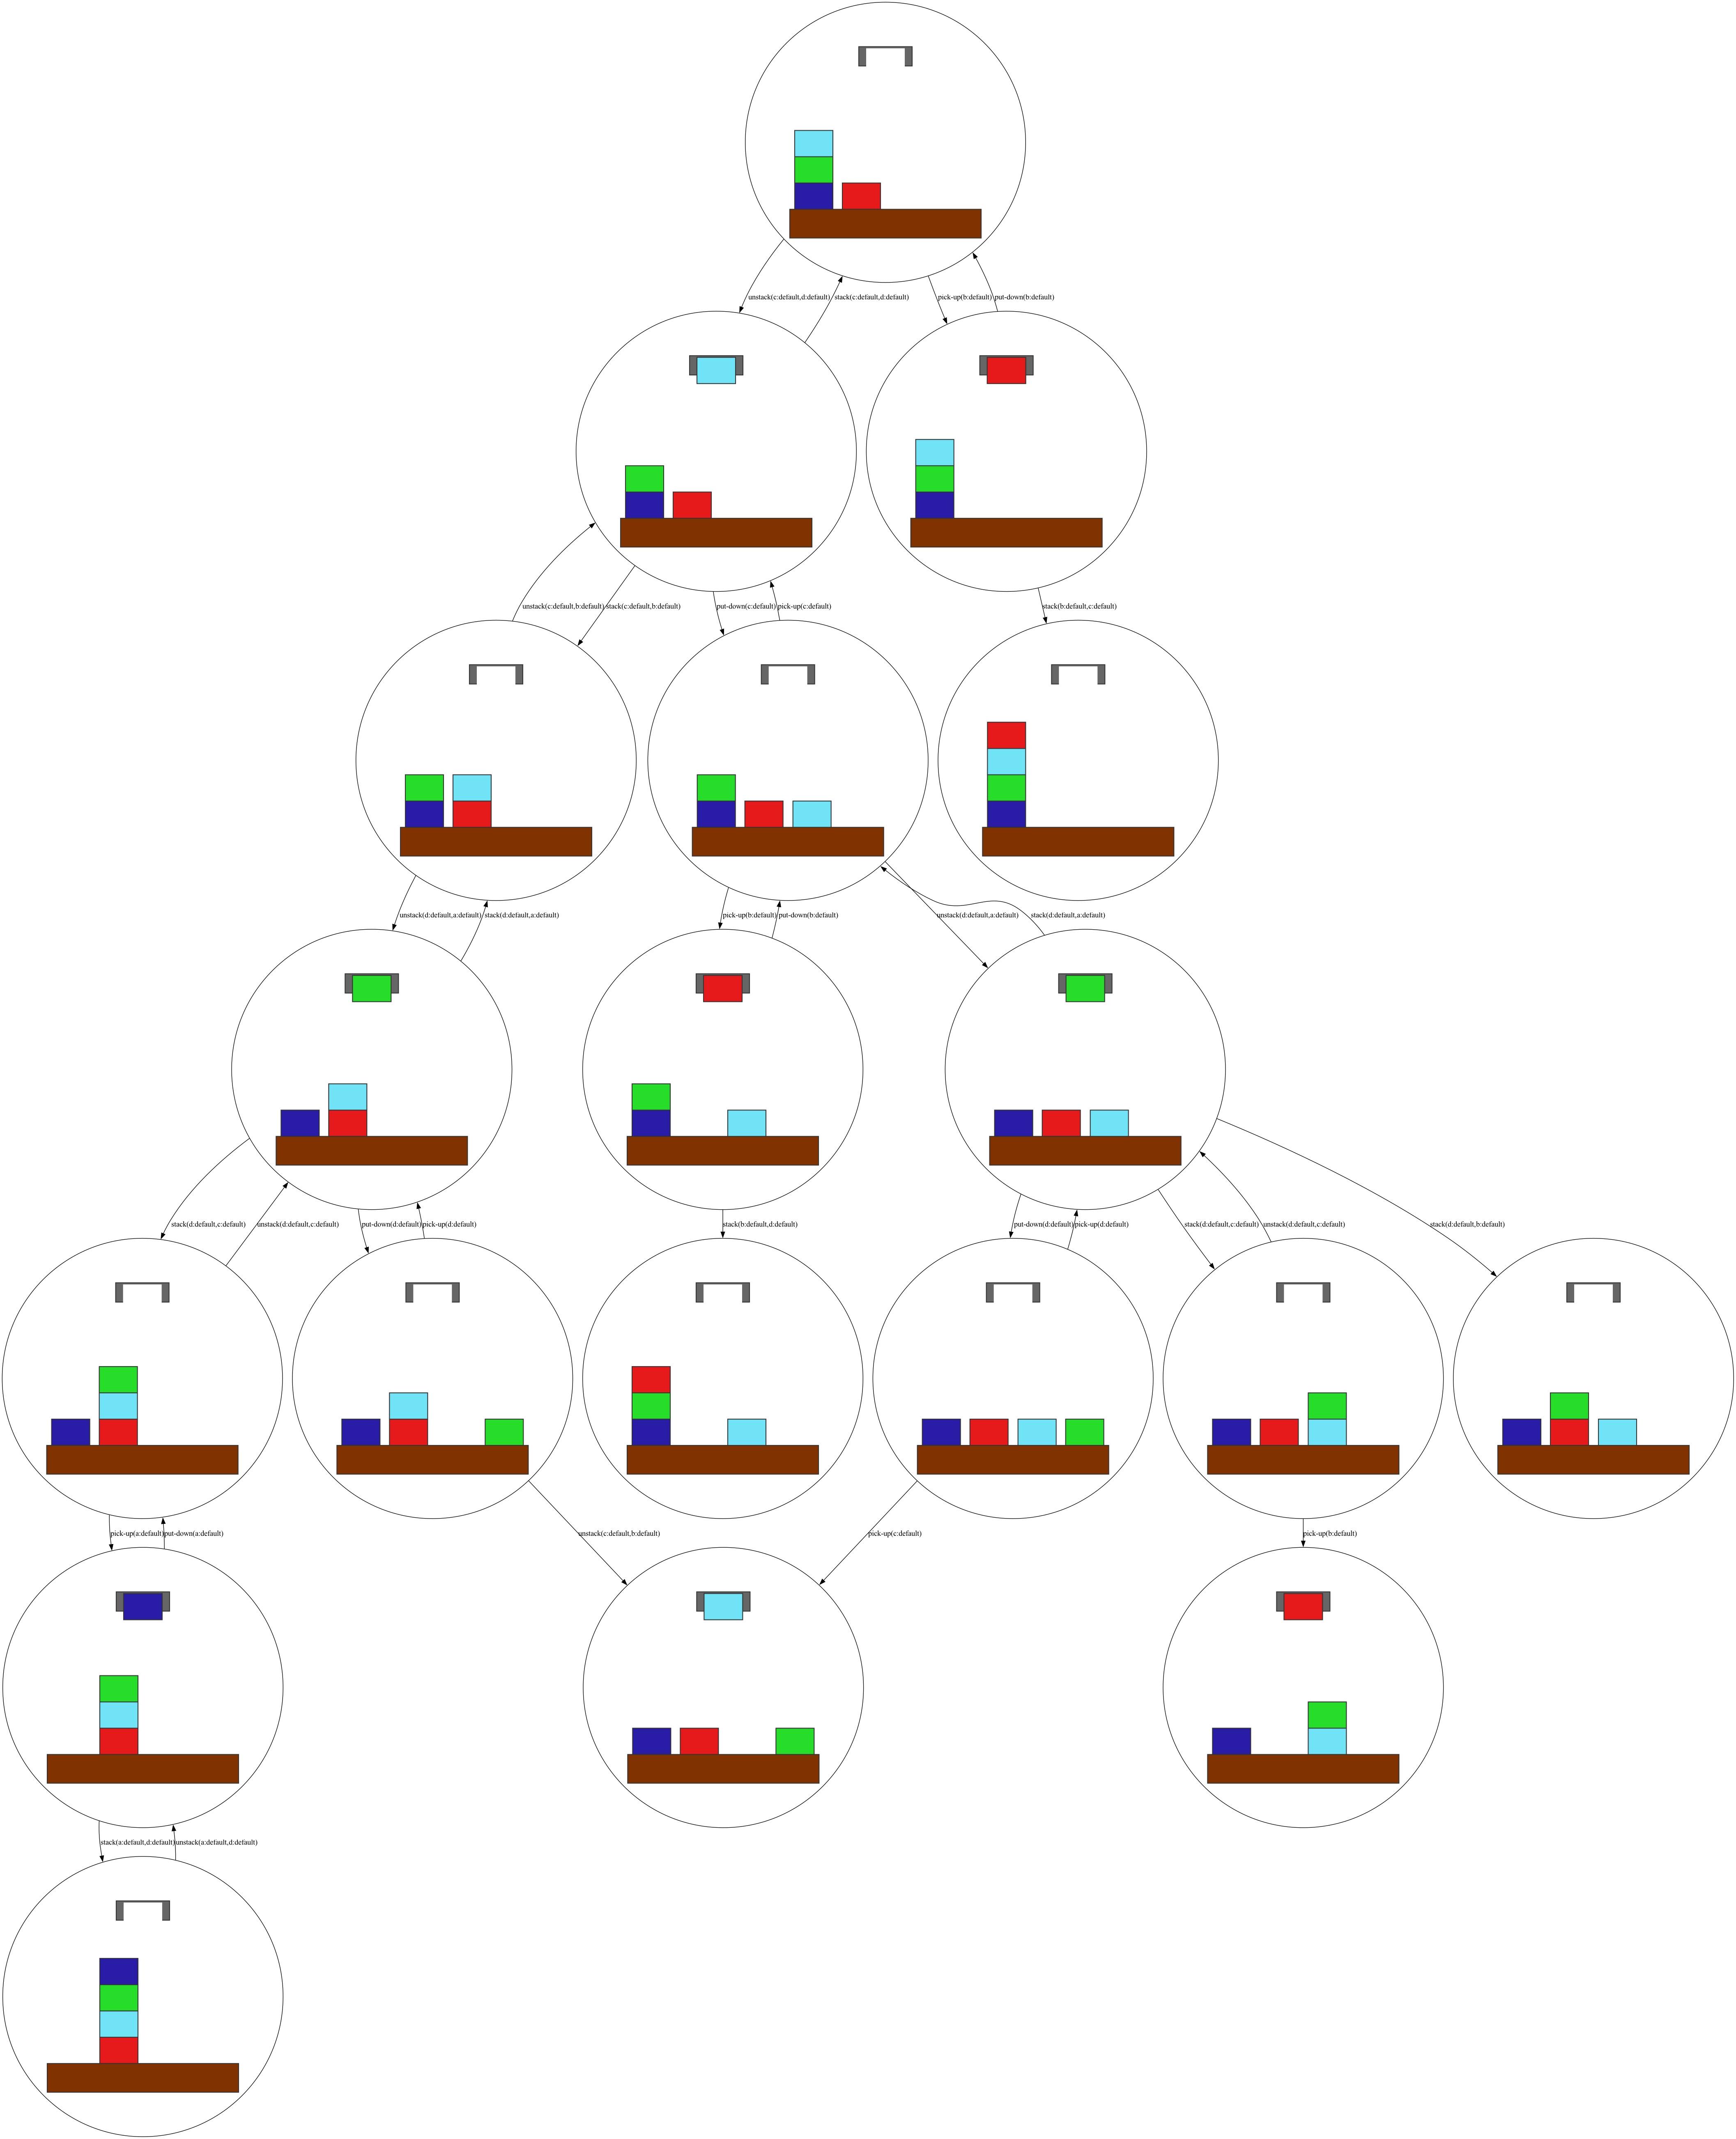 unstack(c:default,d:default)
stack(c:default,d:default)
pick-up(b:default)
put-down(b:default)
unstack(c:default,b:default)
stack(c:default,b:default)
put-down(c:default)
pick-up(c:default)
stack(b:default,c:default)
unstack(d:default,a:default)
stack(d:default,a:default)
pick-up(b:default)
put-down(b:default)
unstack(d:default,a:default)
stack(d:default,a:default)
stack(d:default,c:default)
unstack(d:default,c:default)
put-down(d:default)
pick-up(d:default)
stack(b:default,d:default)
put-down(d:default)
pick-up(d:default)
stack(d:default,c:default)
unstack(d:default,c:default)
stack(d:default,b:default)
pick-up(a:default)
put-down(a:default)
unstack(c:default,b:default)
pick-up(c:default)
pick-up(b:default)
stack(a:default,d:default)
unstack(a:default,d:default)